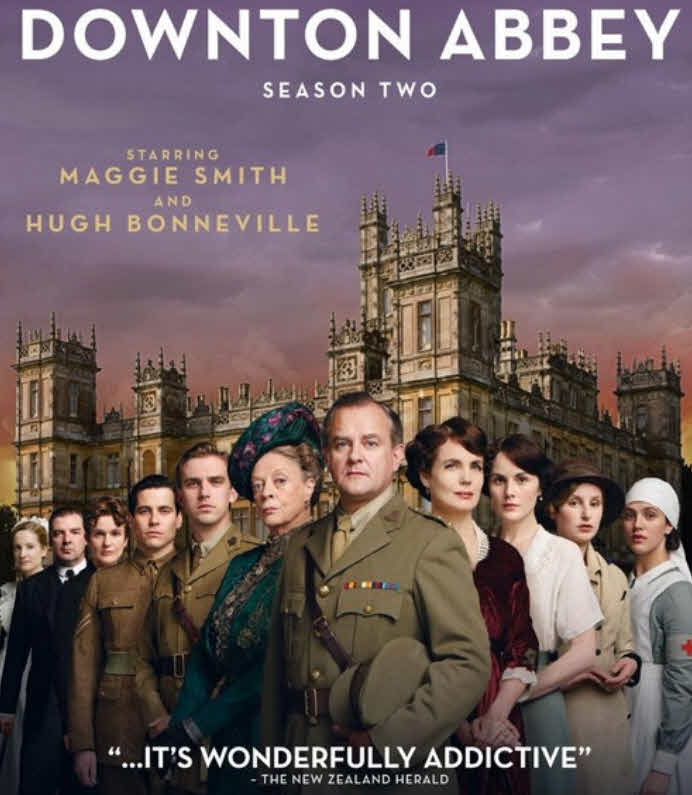 DOWNTON ABBEY
SEASON TWO
STARRING
MAGGIE SMITH
AND
HUGH BONNEVILLE
“...IT'S WONDERFULLY ADDICTIVE”
- THE NEW ZEALAND HERALD